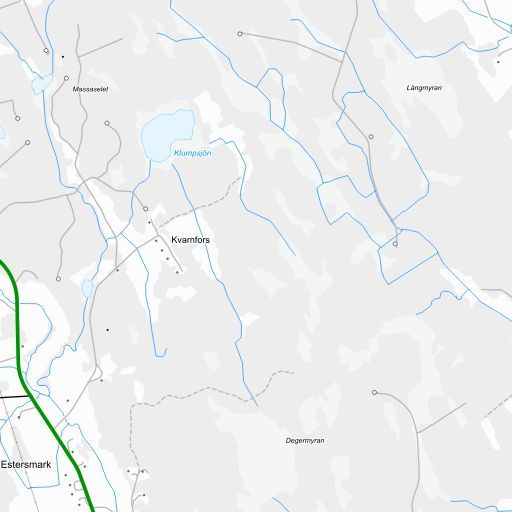 Massaselet
Långmyran
Klumpsjön
Kvarnfors
Degermyran
Estersmark